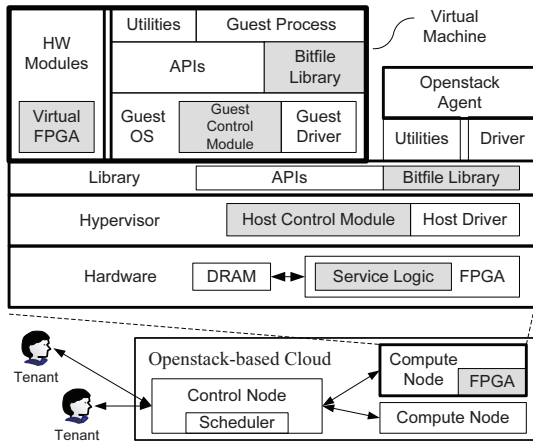 HW
Modules
Virtual
FPGA
Utilities
Guest Process
APIs
Bitfile
Library
Guest
OS
Guest
Control
Module
Guest
Driver
Virtual
Machine
Openstack
Agent
Utilities
Driver
Library
APIs
Bitfile Library
Hypervisor
Host Control Module
Host Driver
Hardware
DRAM
Service Logic
FPGA
Tenant
Tenant
Openstack-based Cloud
Control Node
Scheduler
Compute
Node
FPGA
Compute Node